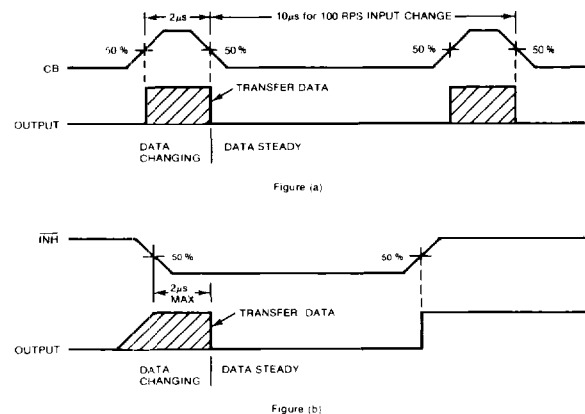 2µs
10µs for 100 RPS INPUT CHANGE
50 %
50 %
50 %
50 %
CB
TRANSFER DATA
OUTPUT
DATA CHANGING
DATA STEADY
Figure (a)
INH
50 %
50 %
2µs MAX
TRANSFER DATA
OUTPUT
DATA CHANGING
DATA STEADY
Figure (b)